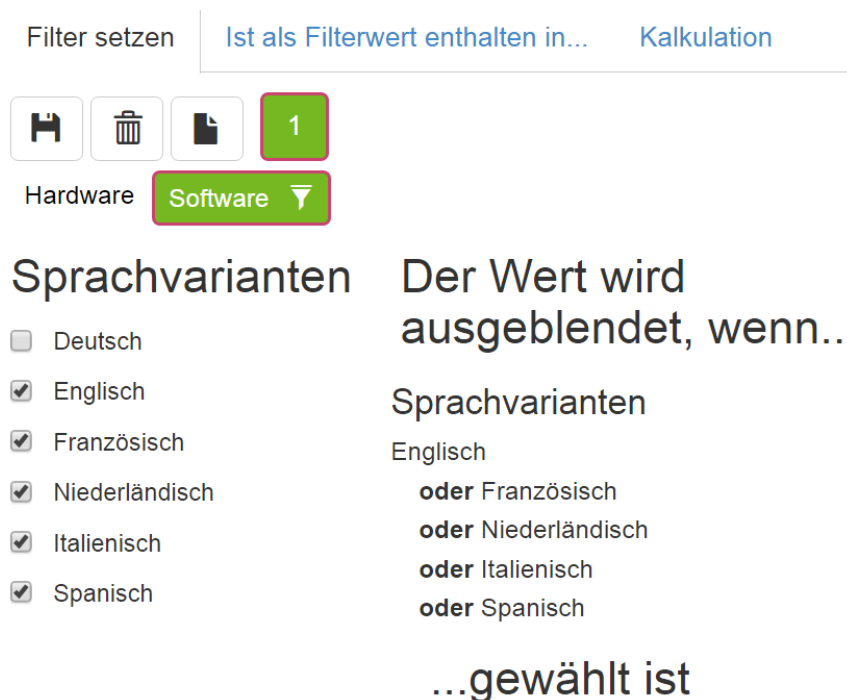 Filter setzen Ist als Filterwert enthalten in... Kalkulation
1
Hardware Software
Sprachvarianten
Deutsch
Englisch
Französisch
Niederländisch
Italienisch
Spanisch
Der Wert wird
ausgeblendet, wenn..
Sprachvarianten
Englisch
oder Französisch
oder Niederländisch
oder Italienisch
oder Spanisch
...gewählt ist